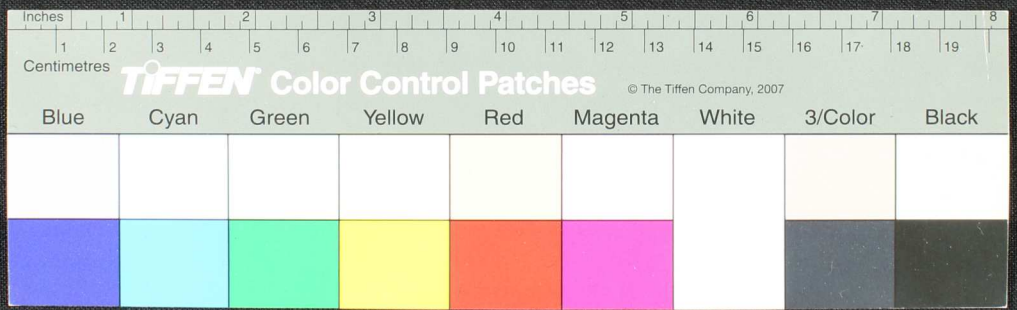 Inches 1 2 3 4 5 6 7 8
1 2 3 4 5 6 7 8 9 10 11 12 13 14 15 16 17 18 19
Centimetres
TIFFEN® Color Control Patches © The Tiffen Company, 2007
Blue Cyan Green Yellow Red Magenta White 3/Color Black